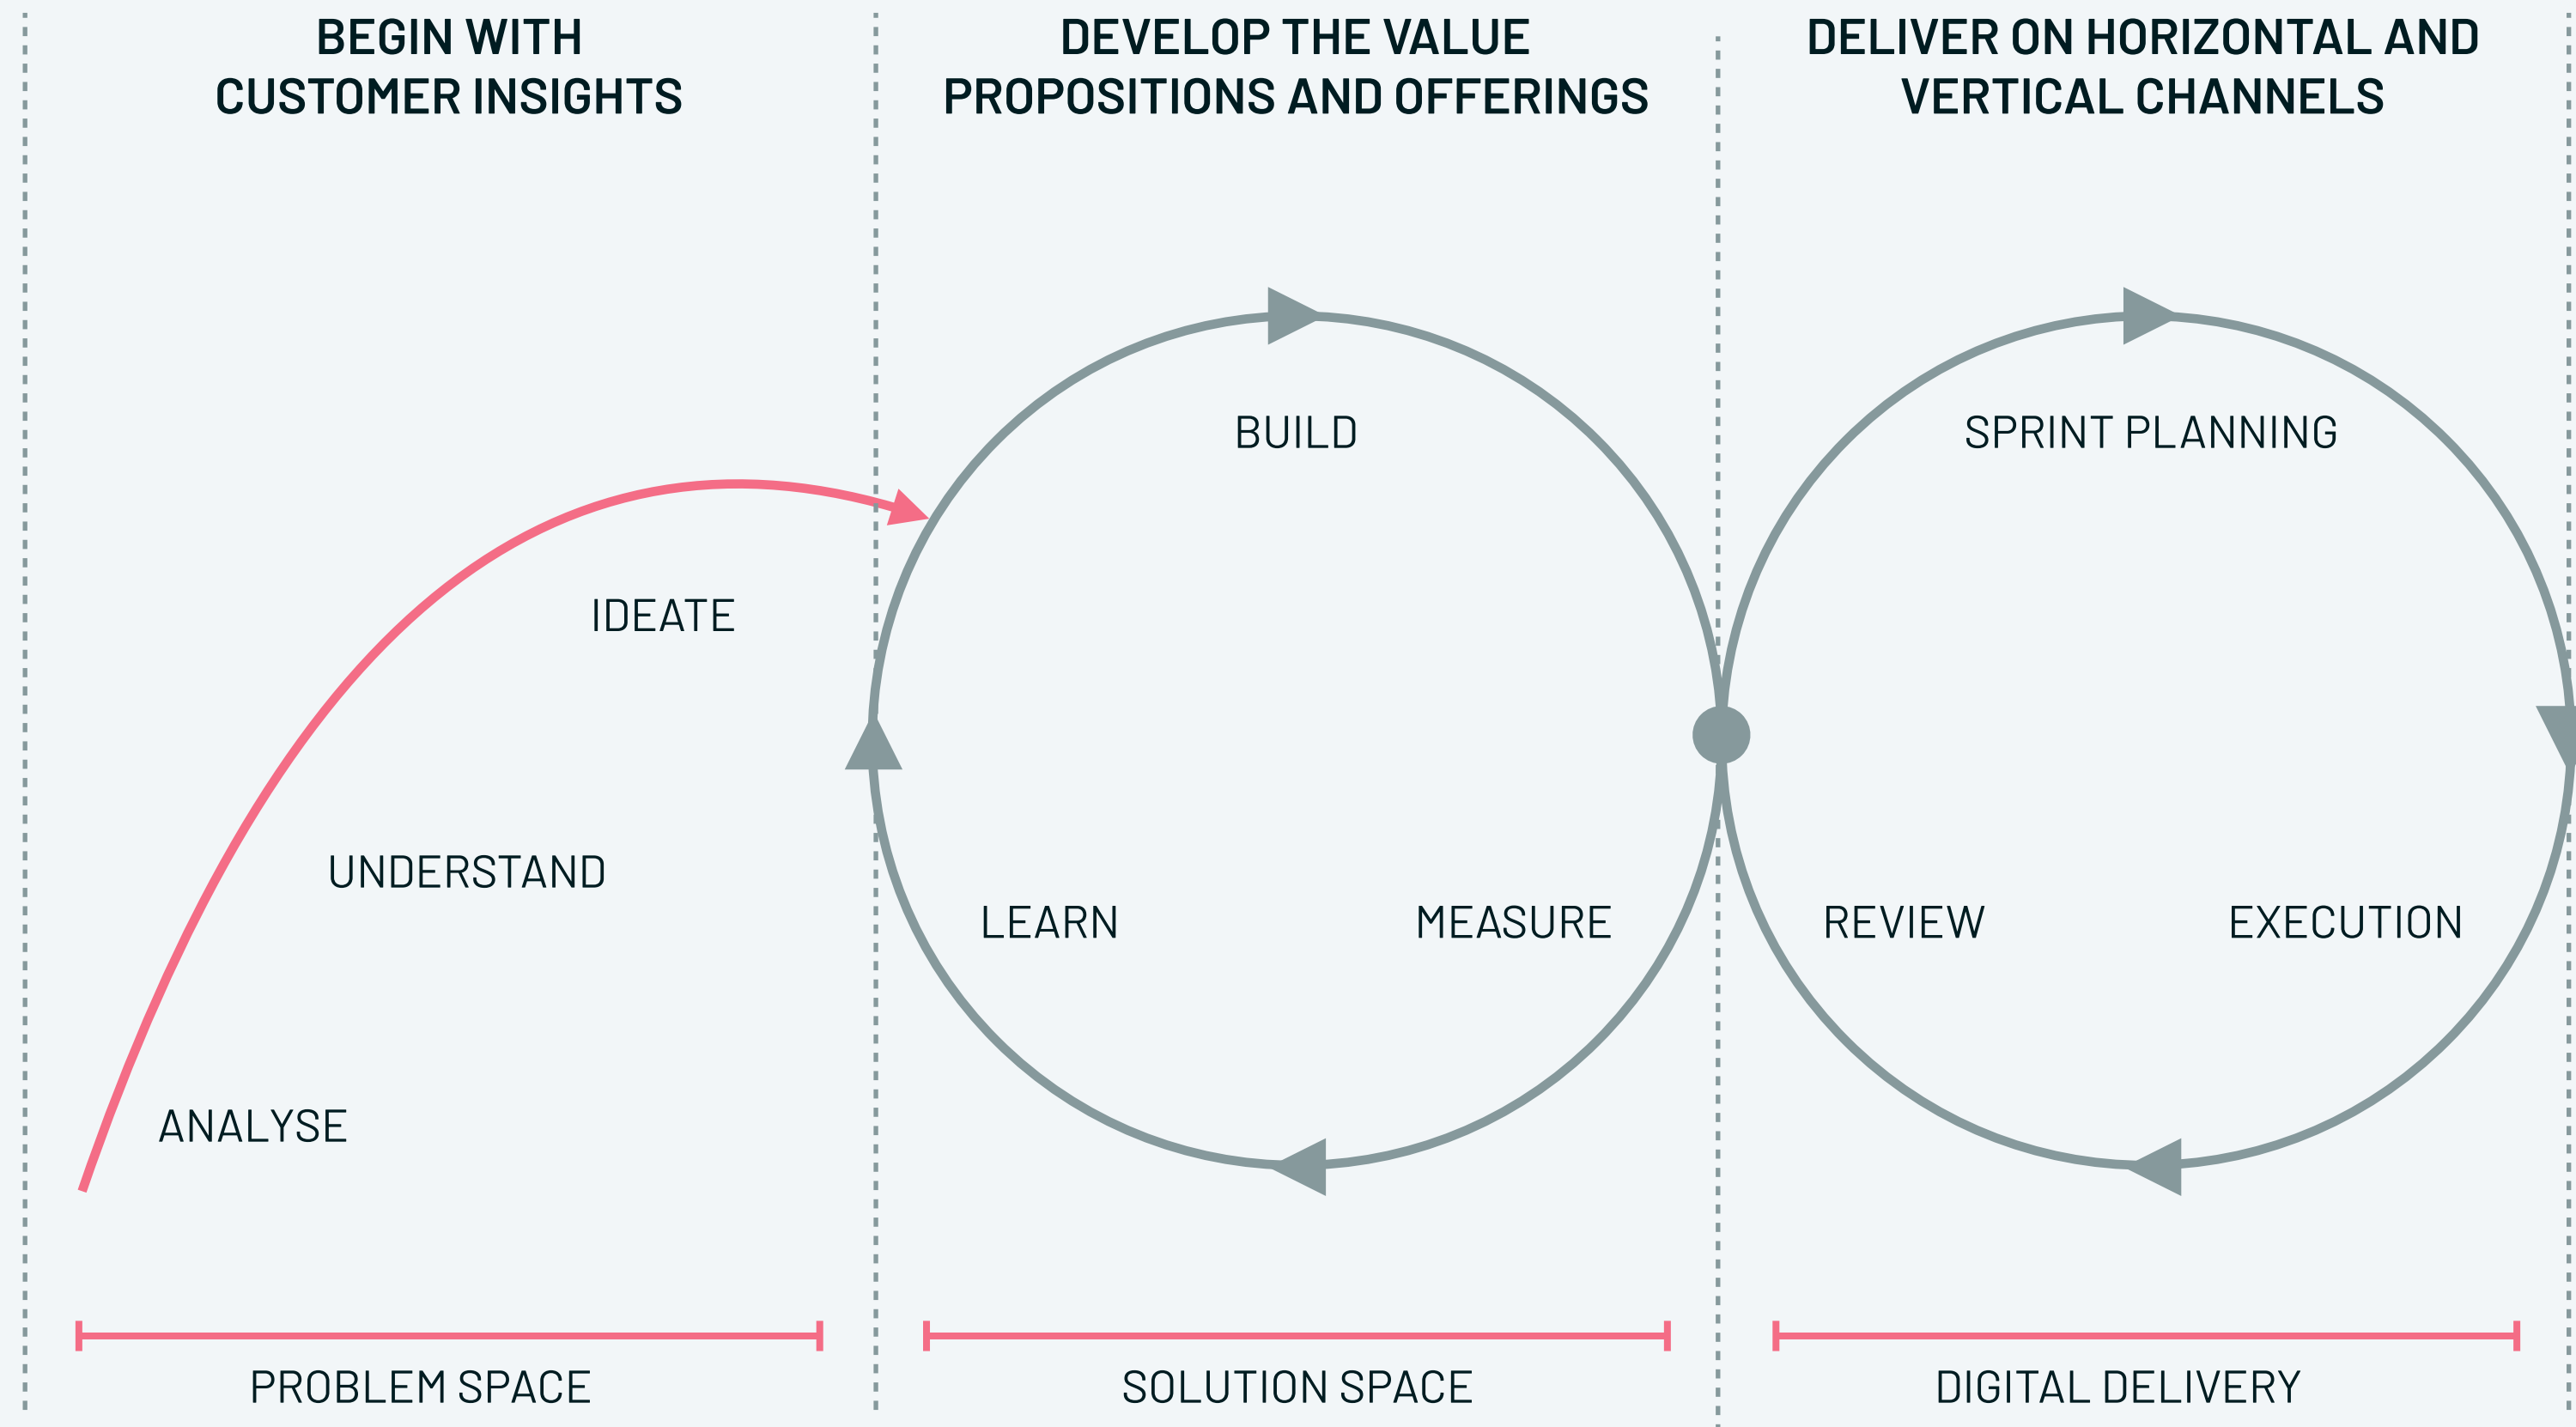 BEGIN WITH
CUSTOMER INSIGHTS
DEVELOP THE VALUE
PROPOSITIONS AND OFFERINGS
DELIVER ON HORIZONTAL AND
VERTICAL CHANNELS
IDEATE
UNDERSTAND
ANALYSE
BUILD
LEARN
MEASURE
SPRINT PLANNING
REVIEW
EXECUTION
PROBLEM SPACE
SOLUTION SPACE
DIGITAL DELIVERY